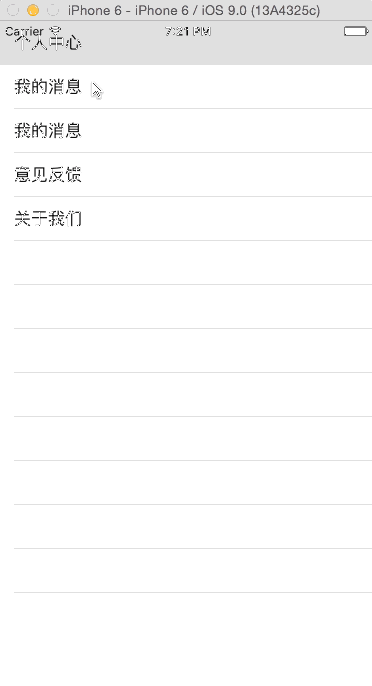 iPhone 6 - iPhone 6 / iOS 9.0 (13A4325c)
Carrier 7:21 PM
个人中心
我的消息
我的消息
意见反馈
关于我们